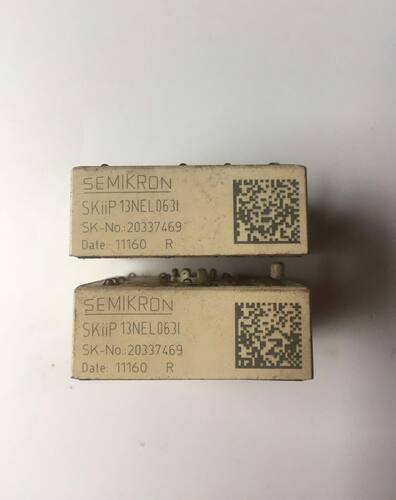 SEMIKRON
SKiiP 13NEL063I
SK-No.:20337469
Date: 11160 R
SEMIKRON
SKiiP 13NEL063I
SK-No.:20337469
Date: 11160 R